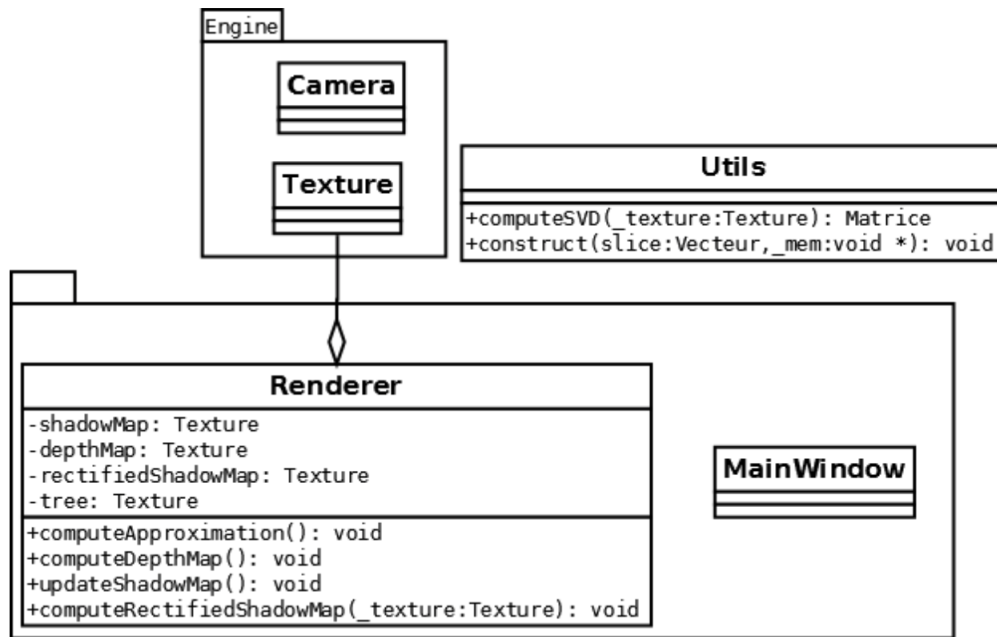 Engine
Camera
Texture
Utils
+computeSVD(_texture:Texture): Matrice
+construct(slice:Vecteur,_mem:void *): void
Renderer
-shadowMap: Texture
-depthMap: Texture
-rectifiedShadowMap: Texture
-tree: Texture
+computeApproximation(): void
+computeDepthMap(): void
+updateShadowMap(): void
+computeRectifiedShadowMap(_texture:Texture): void
MainWindow